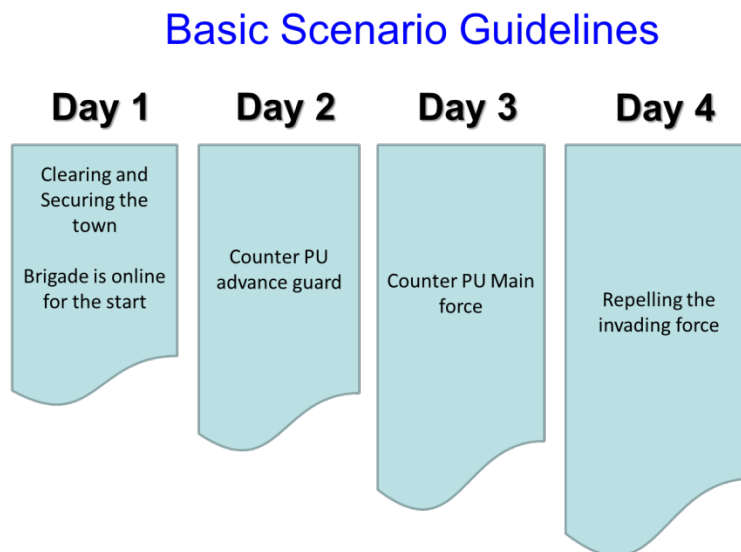 Basic Scenario Guidelines
Day 1
Clearing and
Securing the
town
Brigade is online
for the start
Day 2
Counter PU
advance guard
Day 3
Counter PU Main
force
Day 4
Repelling the
invading force